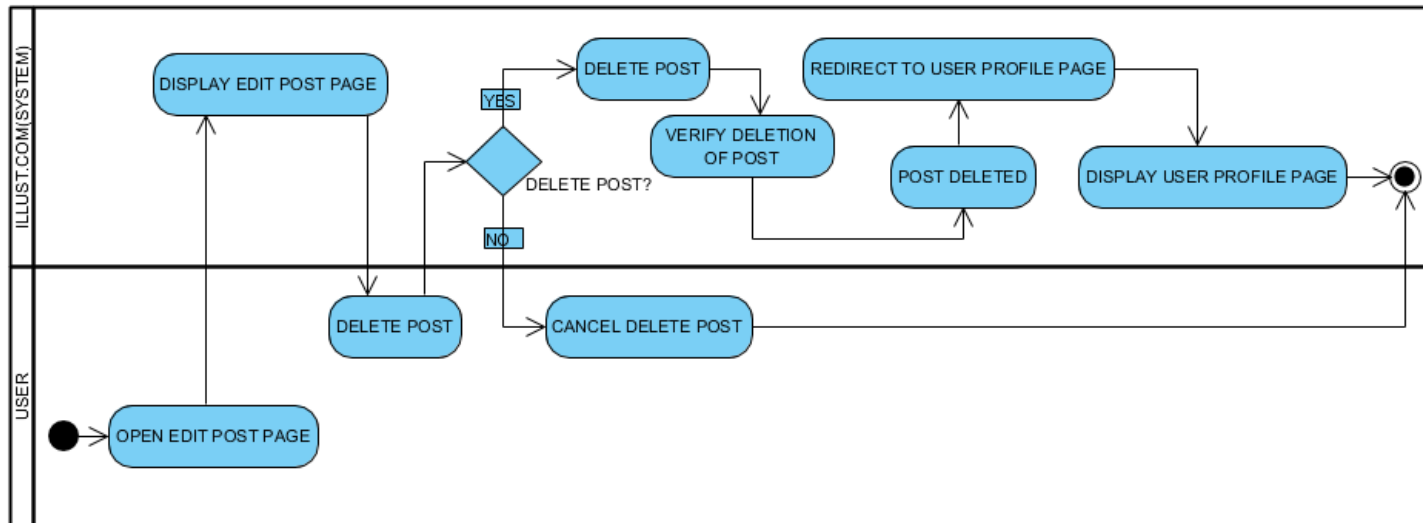 ILLUST.COM(SYSTEM)
DISPLAY EDIT POST PAGE
YES
DELETE POST
REDIRECT TO USER PROFILE PAGE
VERIFY DELETION
OF POST
DELETE POST?
POST DELETED
DISPLAY USER PROFILE PAGE
NO
USER
DELETE POST
CANCEL DELETE POST
OPEN EDIT POST PAGE